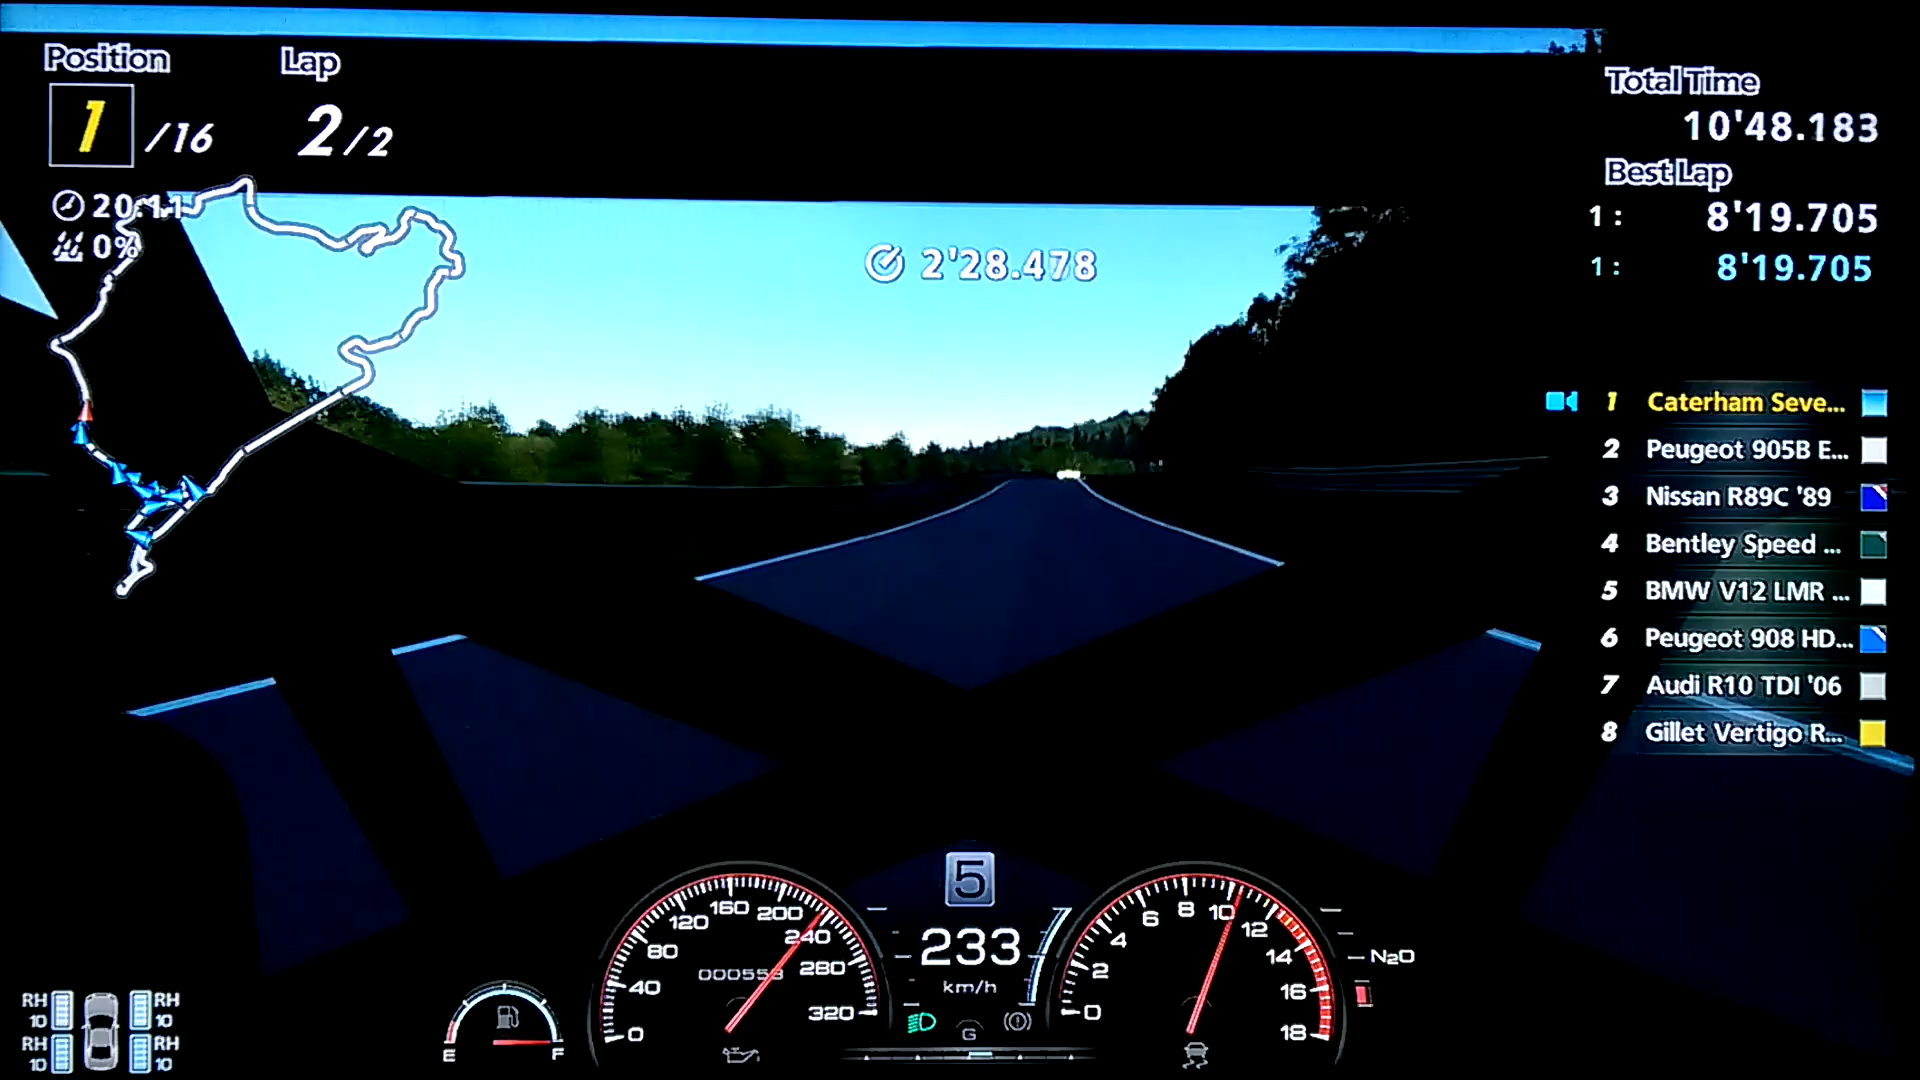 Position
1 /16
Lap
2/2
20:11
0%
2'28.478
Total Time
10'48.183
Best Lap
1: 8'19.705
1: 8'19.705
1 Caterham Seve...
2 Peugeot 905B E...
3 Nissan R89C '89
4 Bentley Speed ...
5 BMW V12 LMR ...
6 Peugeot 908 HD...
7 Audi R10 TDI '06
8 Gillet Vertigo R...
RH 10
RH 10
RH 10
RH 10
E F
0 40 80 120 160 200 240 280 320
5
233
km/h
G
0 2 4 6 8 10 12 14 16 18
N2O